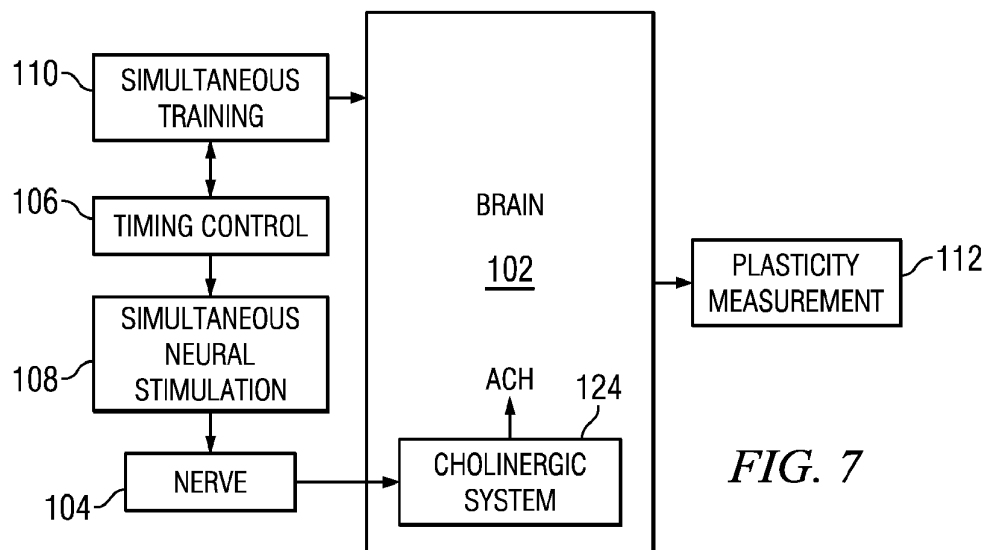 110
SIMULTANEOUS
TRAINING
106
TIMING CONTROL
108
SIMULTANEOUS
NEURAL
STIMULATION
104
NERVE
BRAIN
102
ACH
124
CHOLINERGIC
SYSTEM
PLASTICITY
MEASUREMENT
112
FIG. 7